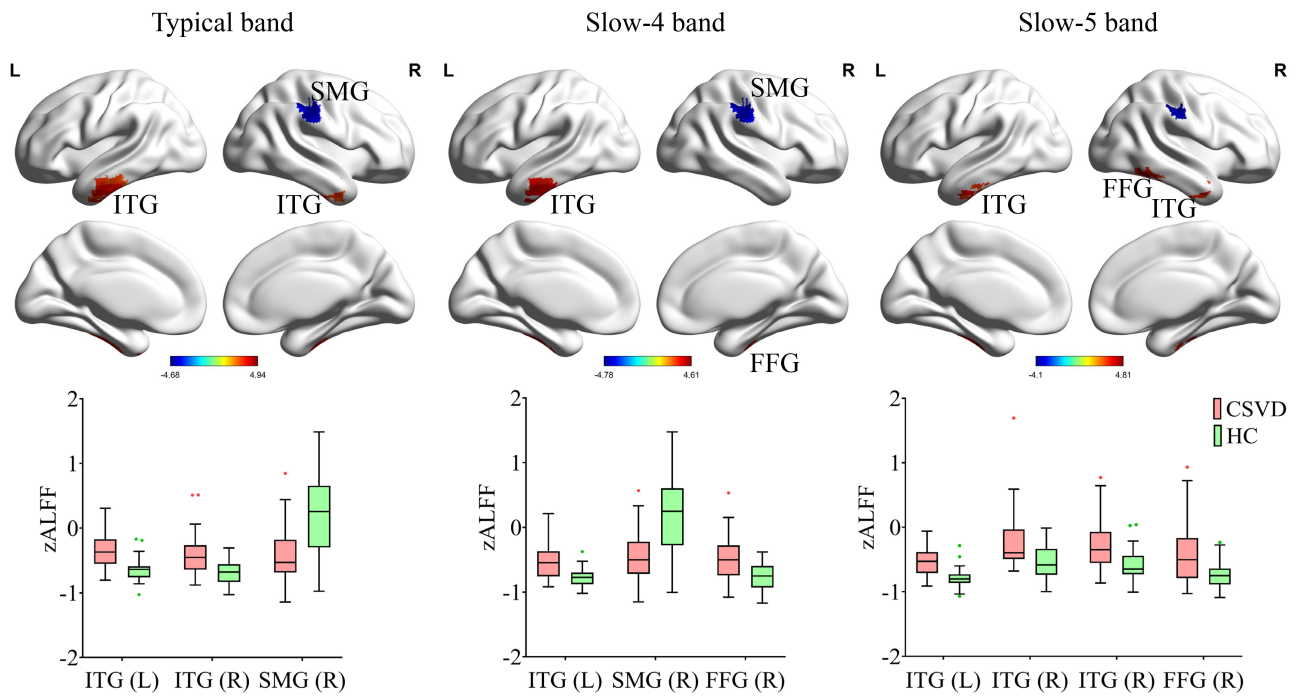 Typical band
Slow-4 band
Slow-5 band
L
R
L
R
L
R
SMG
SMG
ITG
ITG
ITG
ITG
FFG
ITG
-4.68
4.94
-4.78
4.61
FFG
-4.1
4.81
2
1
0
-1
-2
zALFF
ITG (L)
ITG (R)
SMG (R)
2
1
0
-1
-2
zALFF
ITG (L)
SMG (R)
FFG (R)
2
1
0
-1
-2
zALFF
ITG (L)
ITG (R)
ITG (R)
FFG (R)
CSVD
HC